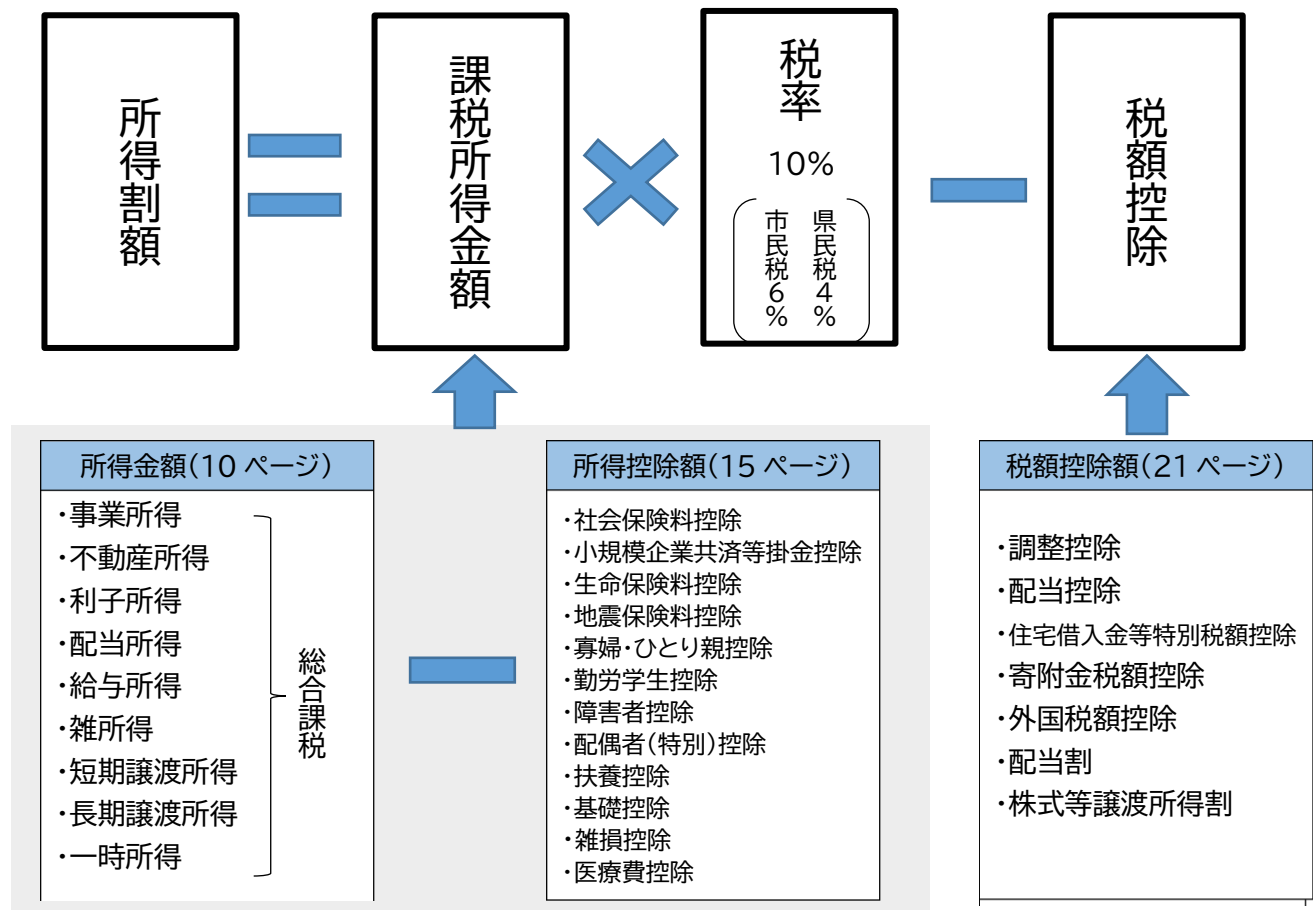 所得割額
課税所得金額
税率
10%
県民税4%
市民税6%
税額控除
所得金額(10 ページ)
・事業所得
・不動産所得
・利子所得
・配当所得
・給与所得
・雑所得
・短期譲渡所得
・長期譲渡所得
・一時所得
総合課税
所得控除額(15 ページ)
・社会保険料控除
・小規模企業共済等掛金控除
・生命保険料控除
・地震保険料控除
・寡婦・ひとり親控除
・勤労学生控除
・障害者控除
・配偶者(特別)控除
・扶養控除
・基礎控除
・雑損控除
・医療費控除
税額控除額(21 ページ)
・調整控除
・配当控除
・住宅借入金等特別税額控除
・寄附金税額控除
・外国税額控除
・配当割
・株式等譲渡所得割